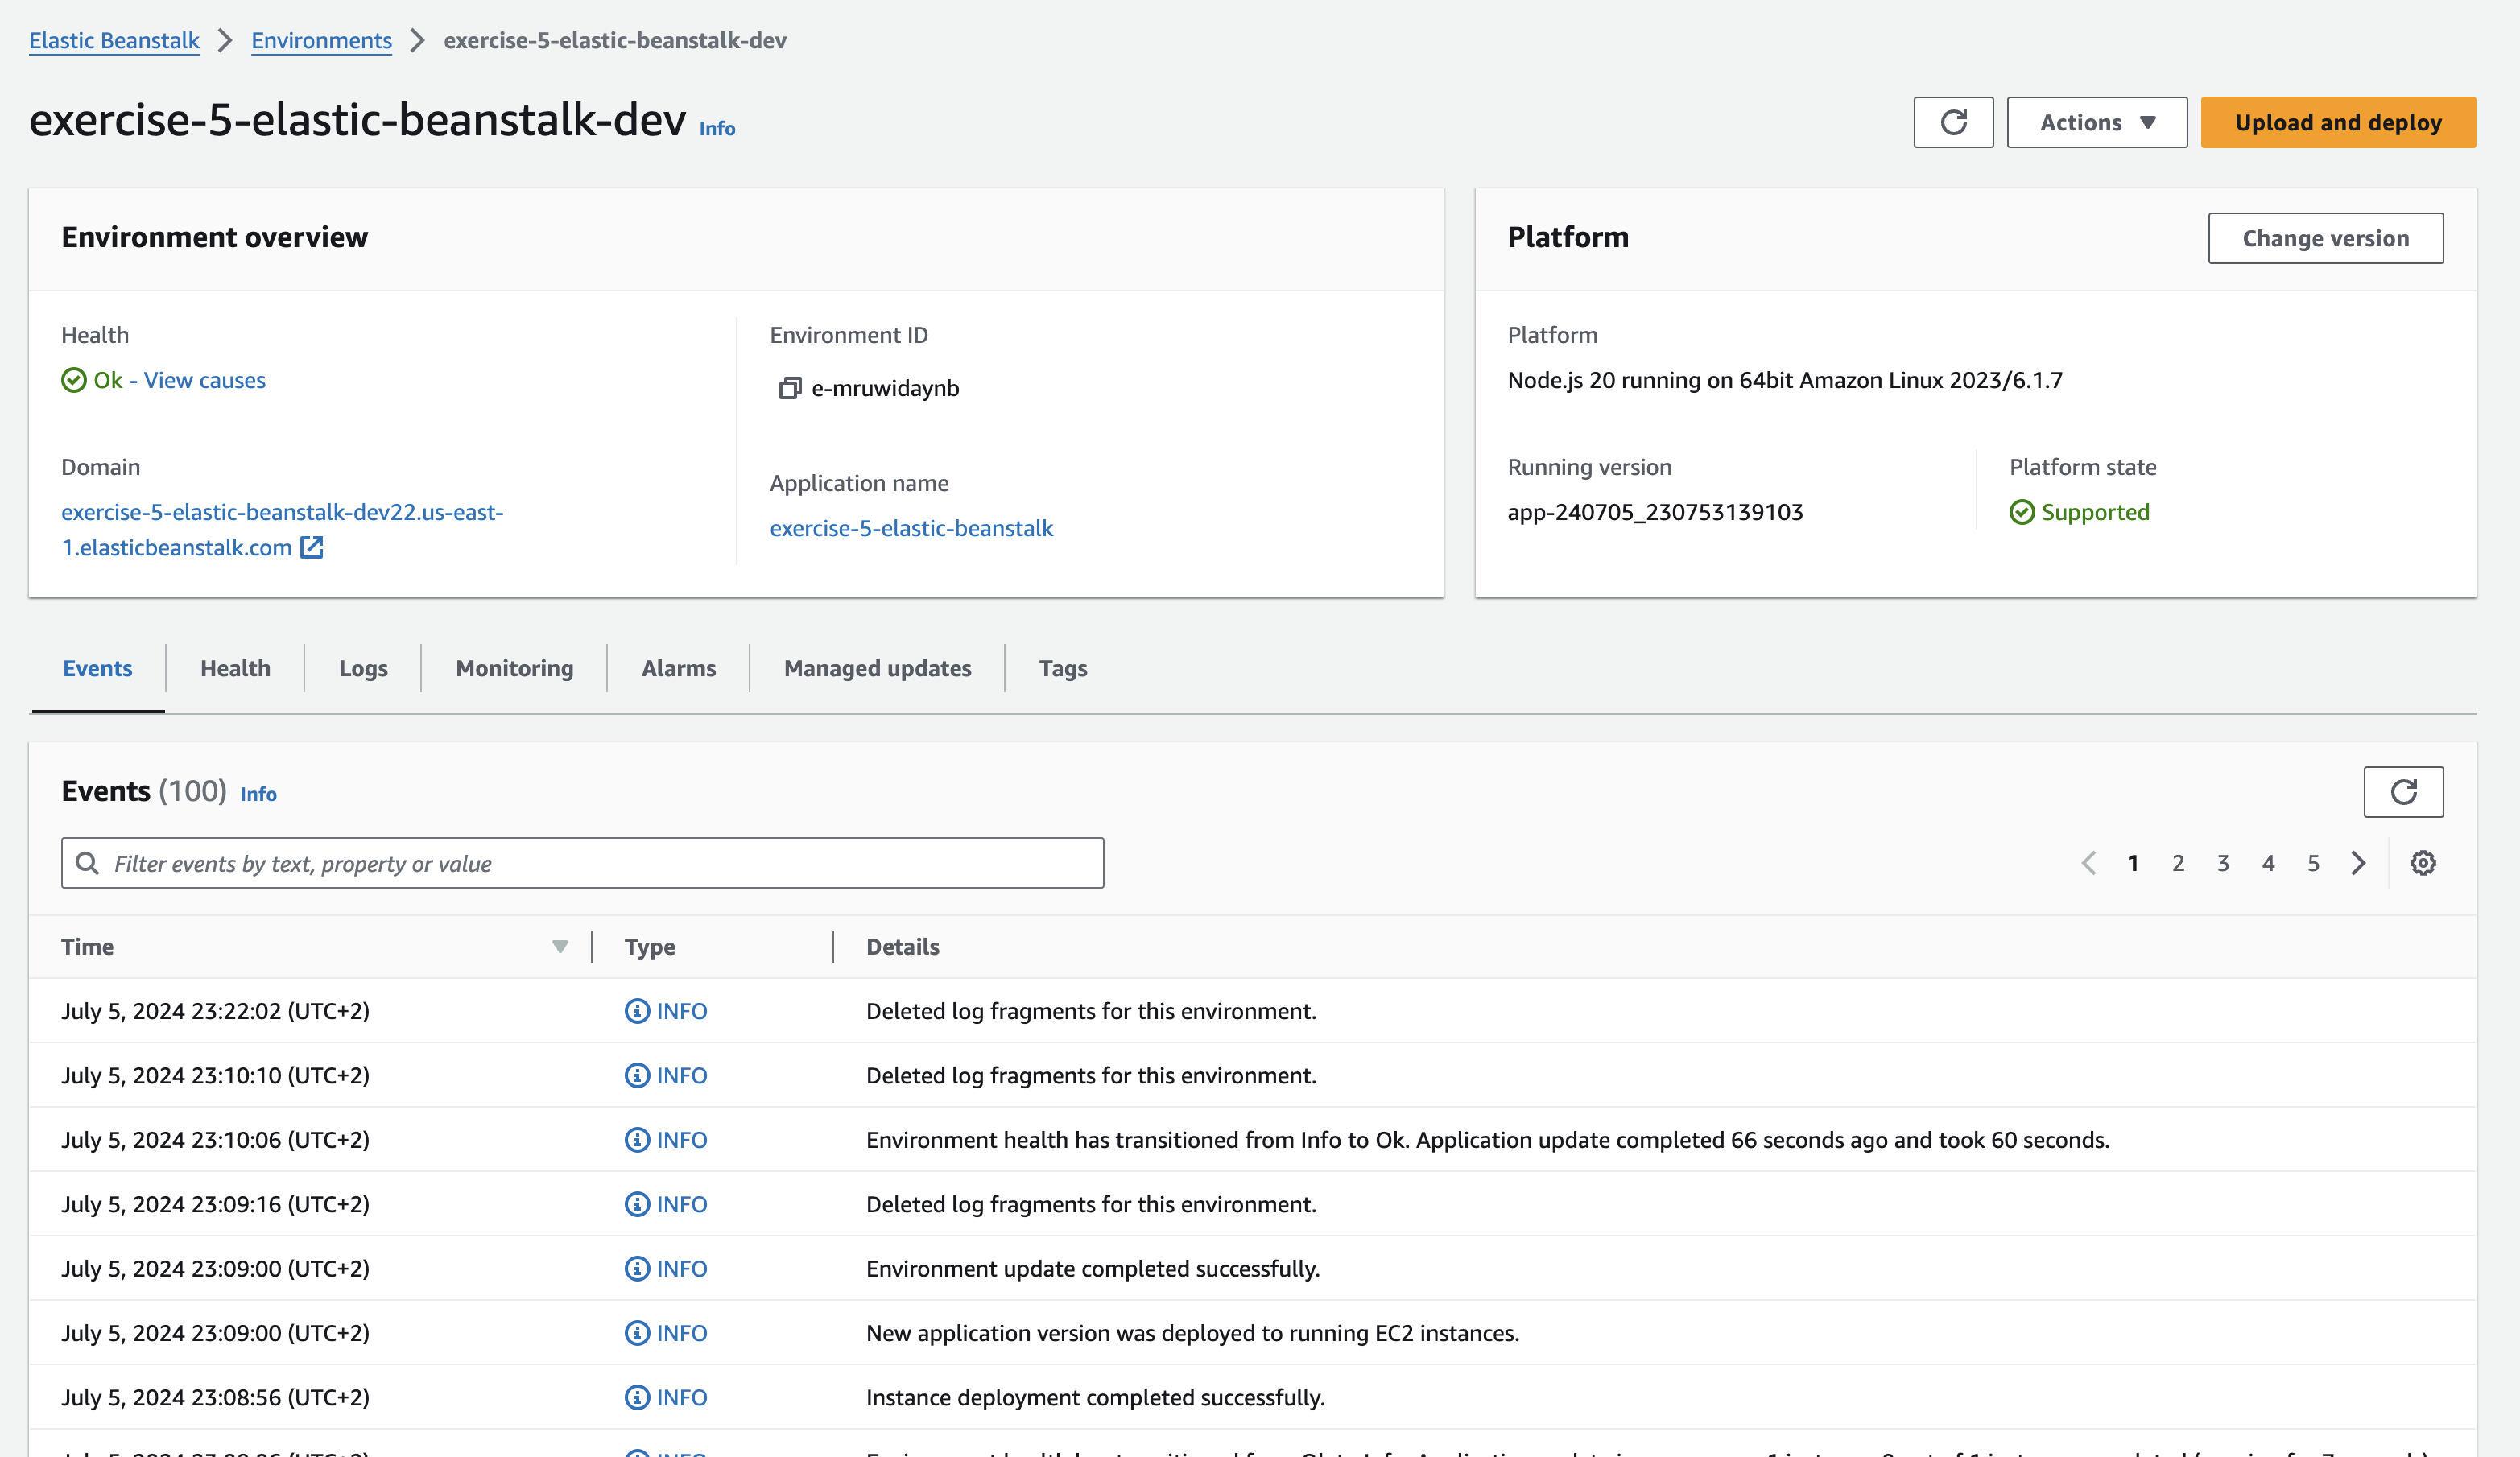 Elastic Beanstalk > Environments > exercise-5-elastic-beanstalk-dev
exercise-5-elastic-beanstalk-dev Info
Actions
Upload and deploy
Environment overview
Health
Ok - View causes
Domain
exercise-5-elastic-beanstalk-dev22.us-east-
1.elasticbeanstalk.com
Environment ID
e-mruwidaynb
Application name
exercise-5-elastic-beanstalk
Platform
Change version
Platform
Node.js 20 running on 64bit Amazon Linux 2023/6.1.7
Running version
app-240705_230753139103
Platform state
Supported
Events Health Logs Monitoring Alarms Managed updates Tags
Events (100) Info
Filter events by text, property or value
1 2 3 4 5
Time Type Details
July 5, 2024 23:22:02 (UTC+2) INFO Deleted log fragments for this environment.
July 5, 2024 23:10:10 (UTC+2) INFO Deleted log fragments for this environment.
July 5, 2024 23:10:06 (UTC+2) INFO Environment health has transitioned from Info to Ok. Application update completed 66 seconds ago and took 60 seconds.
July 5, 2024 23:09:16 (UTC+2) INFO Deleted log fragments for this environment.
July 5, 2024 23:09:00 (UTC+2) INFO Environment update completed successfully.
July 5, 2024 23:09:00 (UTC+2) INFO New application version was deployed to running EC2 instances.
July 5, 2024 23:08:56 (UTC+2) INFO Instance deployment completed successfully.